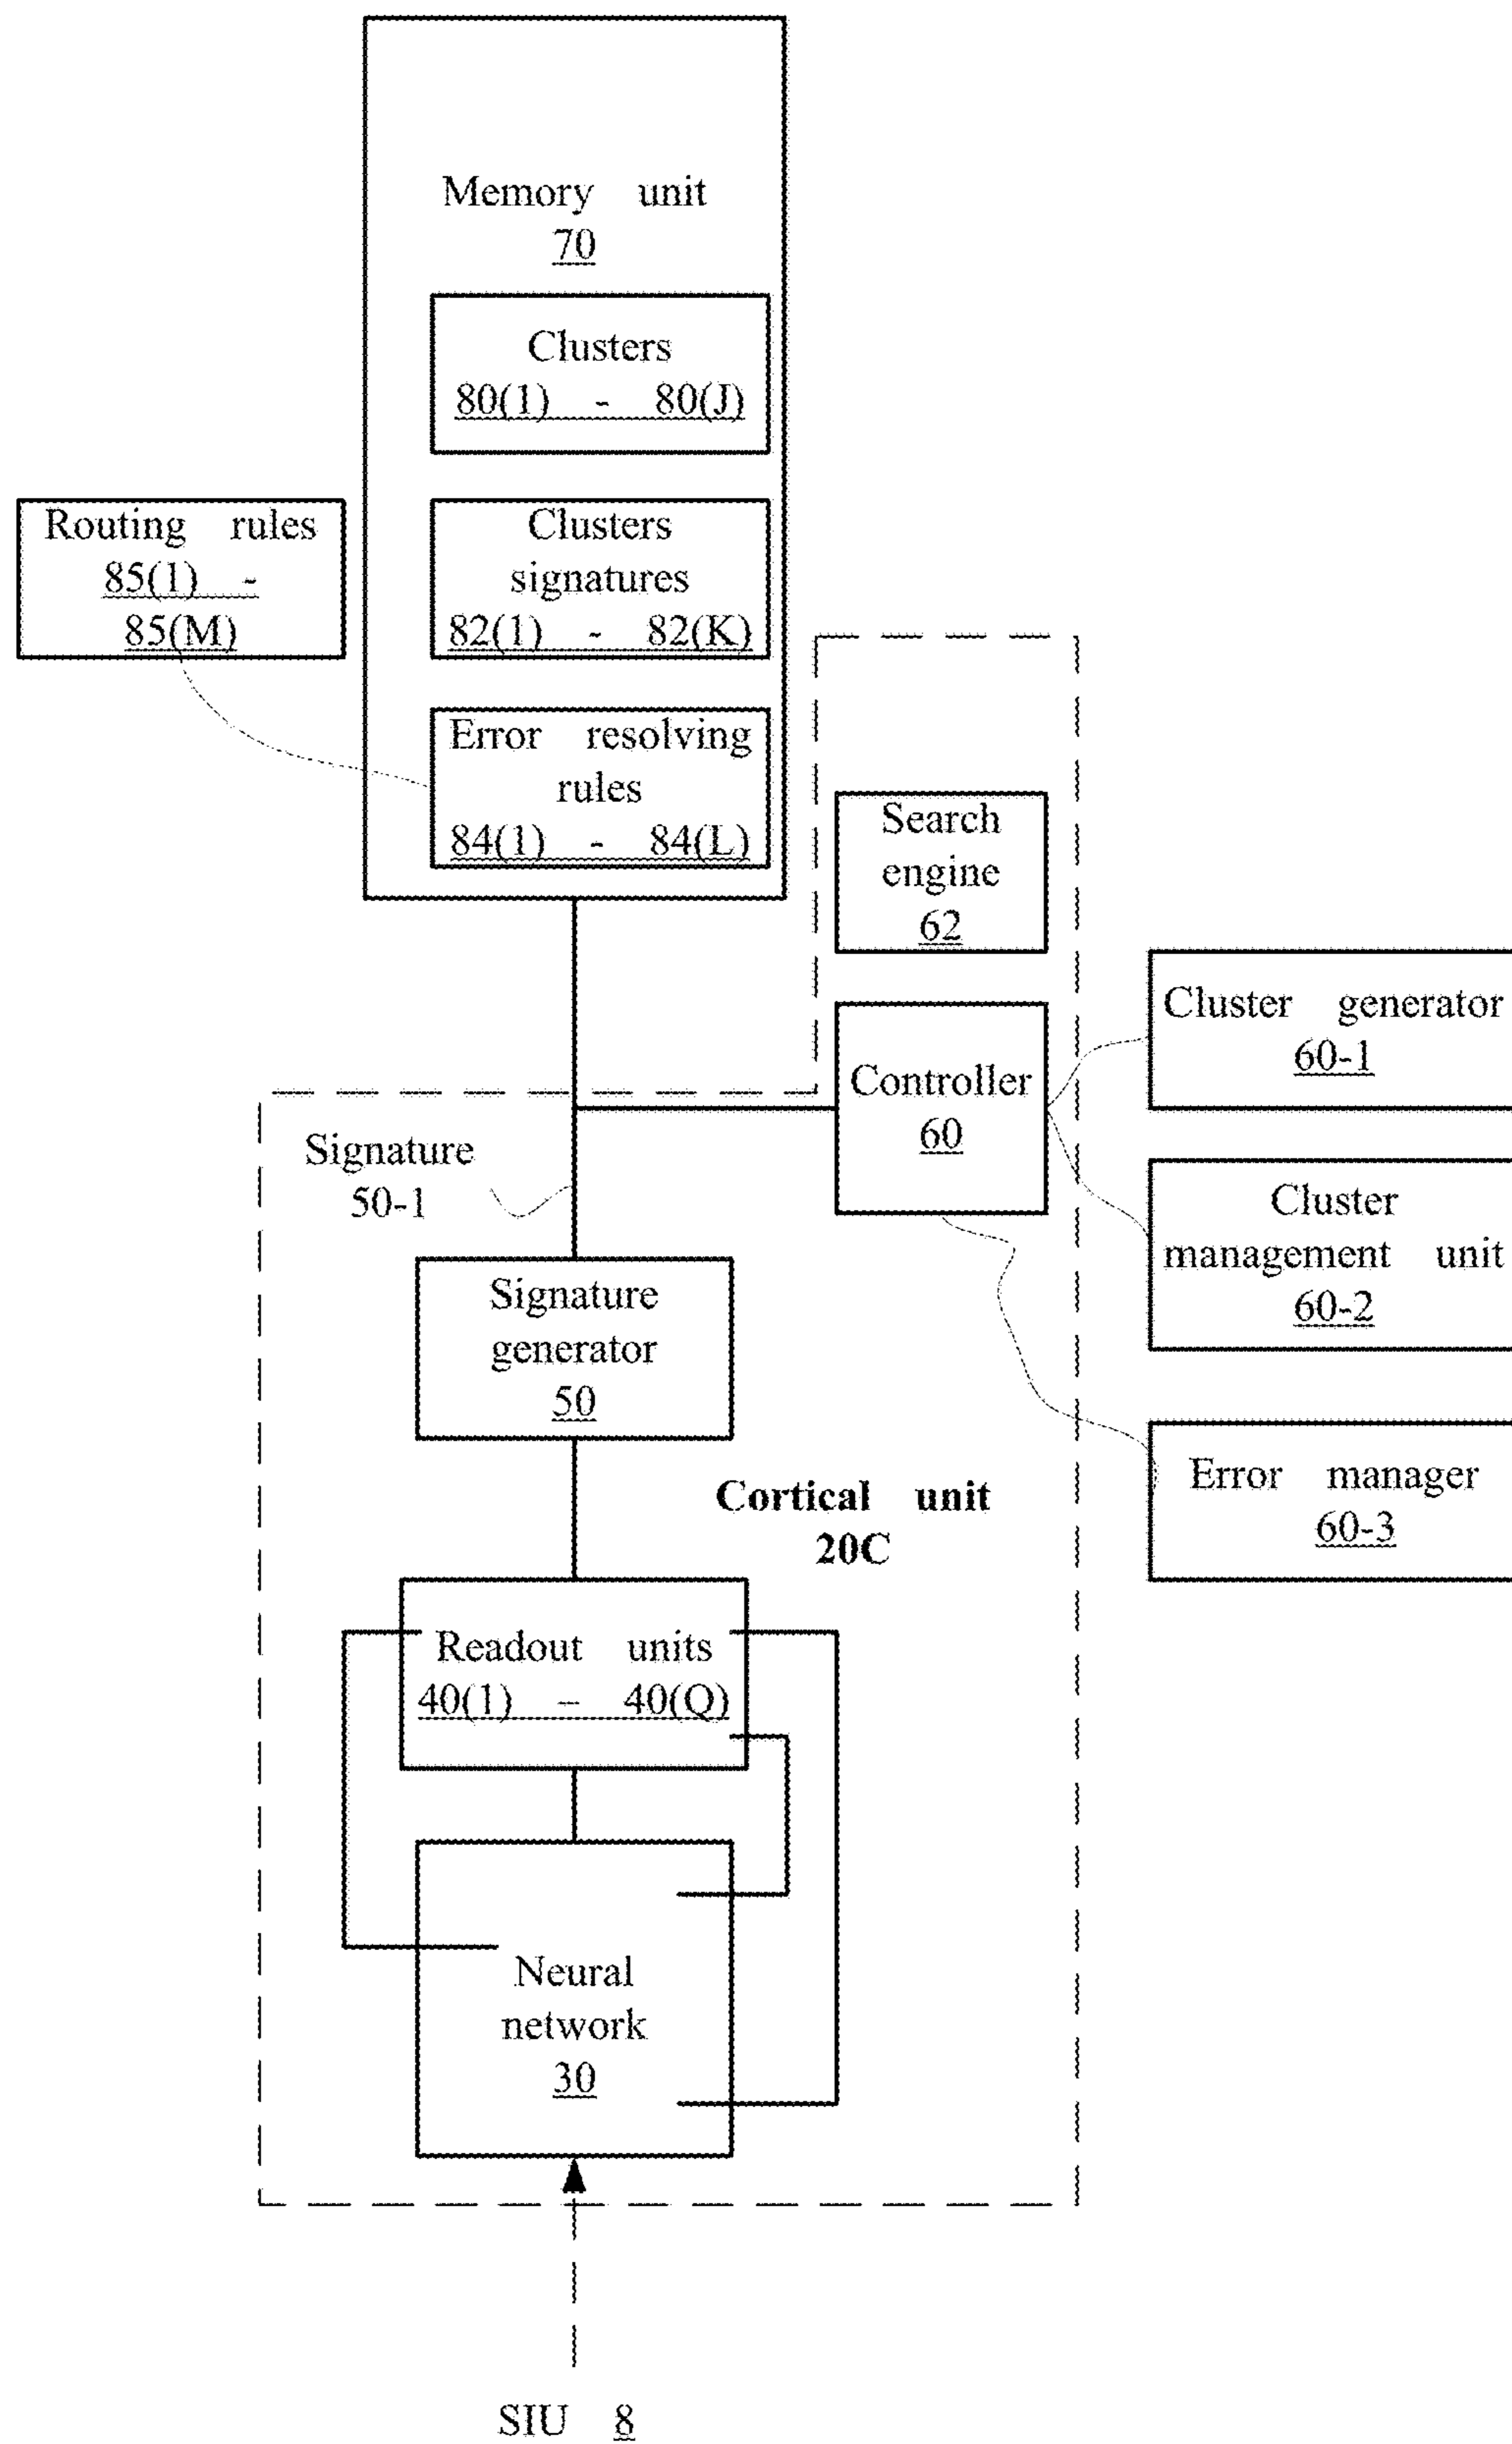 Memory unit
70
Clusters
80(1) - 80(J)
Routing rules
85(1) -
85(M)
Clusters
signatures
82(1) - 82(K)
Error resolving
rules
84(1) - 84(L)
Search
engine
62
Cluster generator
60-1
Controller
60
Signature
50-1
Cluster
management unit
60-2
Signature
generator
50
Cortical unit
20C
Error manager
60-3
Readout units
40(1) – 40(Q)
Neural
network
30
SIU 8